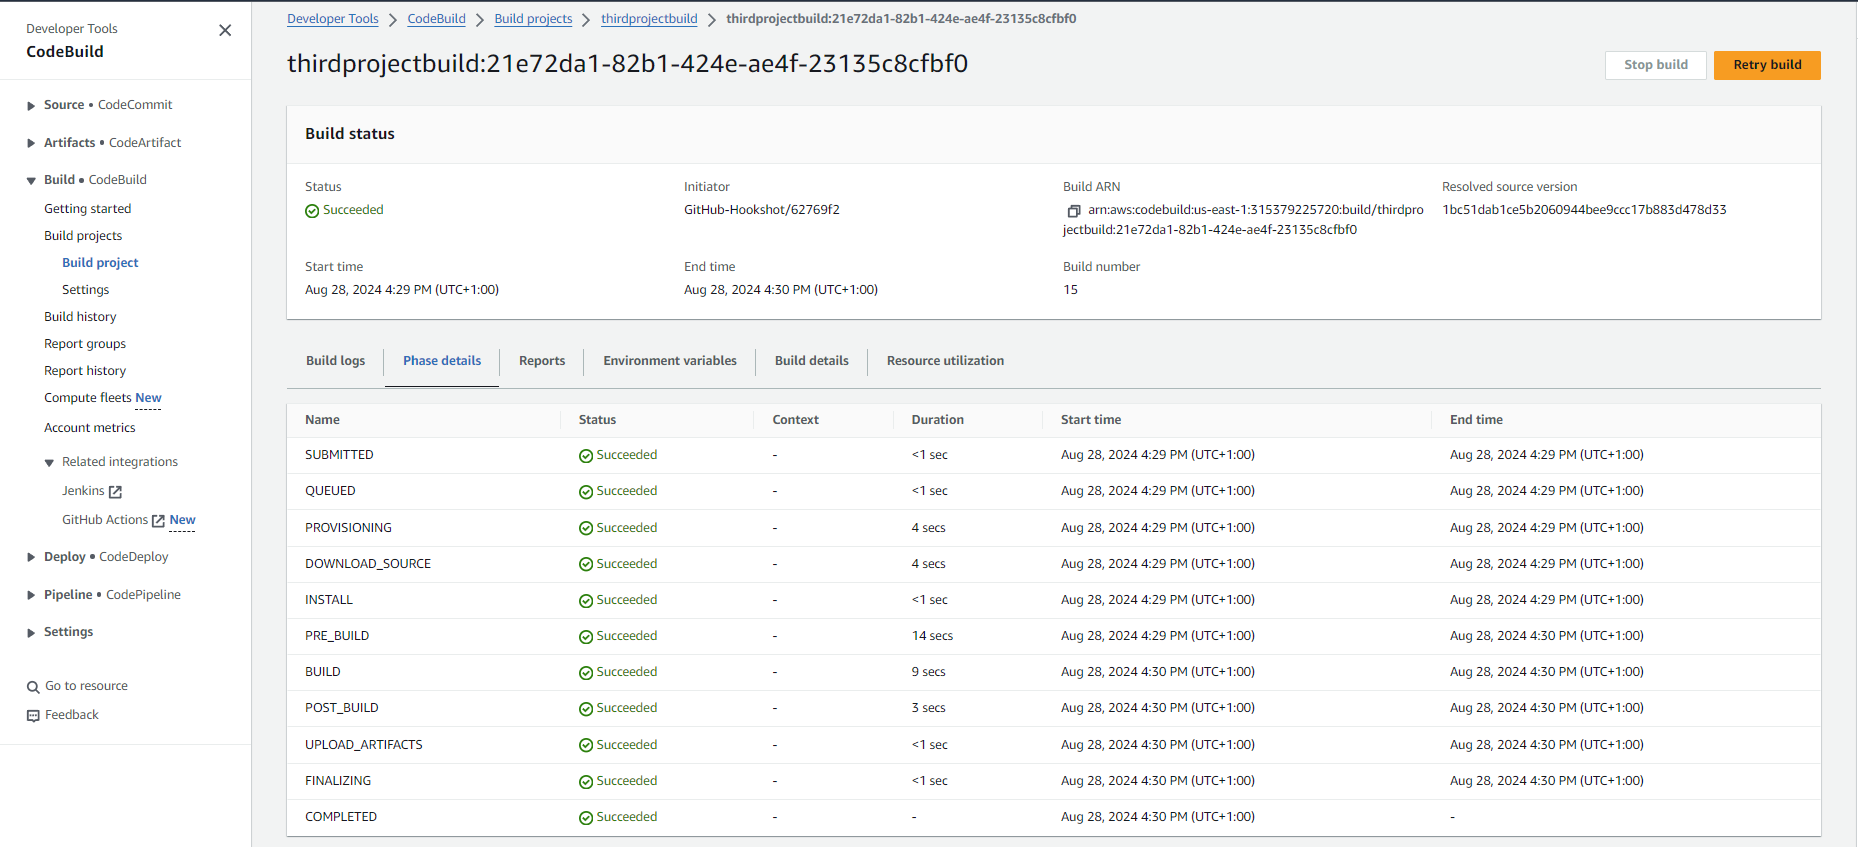 Developer Tools
CodeBuild
Source • CodeCommit
Artifacts • CodeArtifact
Build • CodeBuild
Getting started
Build projects
Build project
Settings
Build history
Report groups
Report history
Compute fleets New
Account metrics
Related integrations
Jenkins
GitHub Actions New
Deploy • CodeDeploy
Pipeline • CodePipeline
Settings
Go to resource
Feedback
Developer Tools > CodeBuild > Build projects > thirdprojectbuild > thirdprojectbuild:21e72da1-82b1-424e-ae4f-23135c8cfbf0
thirdprojectbuild:21e72da1-82b1-424e-ae4f-23135c8cfbf0
Stop build Retry build
Build status
Status Initiator Build ARN Resolved source version
Succeeded GitHub-Hookshot/62769f2 arn:aws:codebuild:us-east-1:315379225720:build/thirdpro 1bc51dab1ce5b2060944bee9ccc17b883d478d33
jectbuild:21e72da1-82b1-424e-ae4f-23135c8cfbf0
Start time End time Build number
Aug 28, 2024 4:29 PM (UTC+1:00) Aug 28, 2024 4:30 PM (UTC+1:00) 15
Build logs Phase details Reports Environment variables Build details Resource utilization
Name Status Context Duration Start time End time
SUBMITTED Succeeded - <1 sec Aug 28, 2024 4:29 PM (UTC+1:00) Aug 28, 2024 4:29 PM (UTC+1:00)
QUEUED Succeeded - <1 sec Aug 28, 2024 4:29 PM (UTC+1:00) Aug 28, 2024 4:29 PM (UTC+1:00)
PROVISIONING Succeeded - 4 secs Aug 28, 2024 4:29 PM (UTC+1:00) Aug 28, 2024 4:29 PM (UTC+1:00)
DOWNLOAD_SOURCE Succeeded - 4 secs Aug 28, 2024 4:29 PM (UTC+1:00) Aug 28, 2024 4:29 PM (UTC+1:00)
INSTALL Succeeded - <1 sec Aug 28, 2024 4:29 PM (UTC+1:00) Aug 28, 2024 4:29 PM (UTC+1:00)
PRE_BUILD Succeeded - 14 secs Aug 28, 2024 4:29 PM (UTC+1:00) Aug 28, 2024 4:30 PM (UTC+1:00)
BUILD Succeeded - 9 secs Aug 28, 2024 4:30 PM (UTC+1:00) Aug 28, 2024 4:30 PM (UTC+1:00)
POST_BUILD Succeeded - 3 secs Aug 28, 2024 4:30 PM (UTC+1:00) Aug 28, 2024 4:30 PM (UTC+1:00)
UPLOAD_ARTIFACTS Succeeded - <1 sec Aug 28, 2024 4:30 PM (UTC+1:00) Aug 28, 2024 4:30 PM (UTC+1:00)
FINALIZING Succeeded - <1 sec Aug 28, 2024 4:30 PM (UTC+1:00) Aug 28, 2024 4:30 PM (UTC+1:00)
COMPLETED Succeeded - - Aug 28, 2024 4:30 PM (UTC+1:00) -